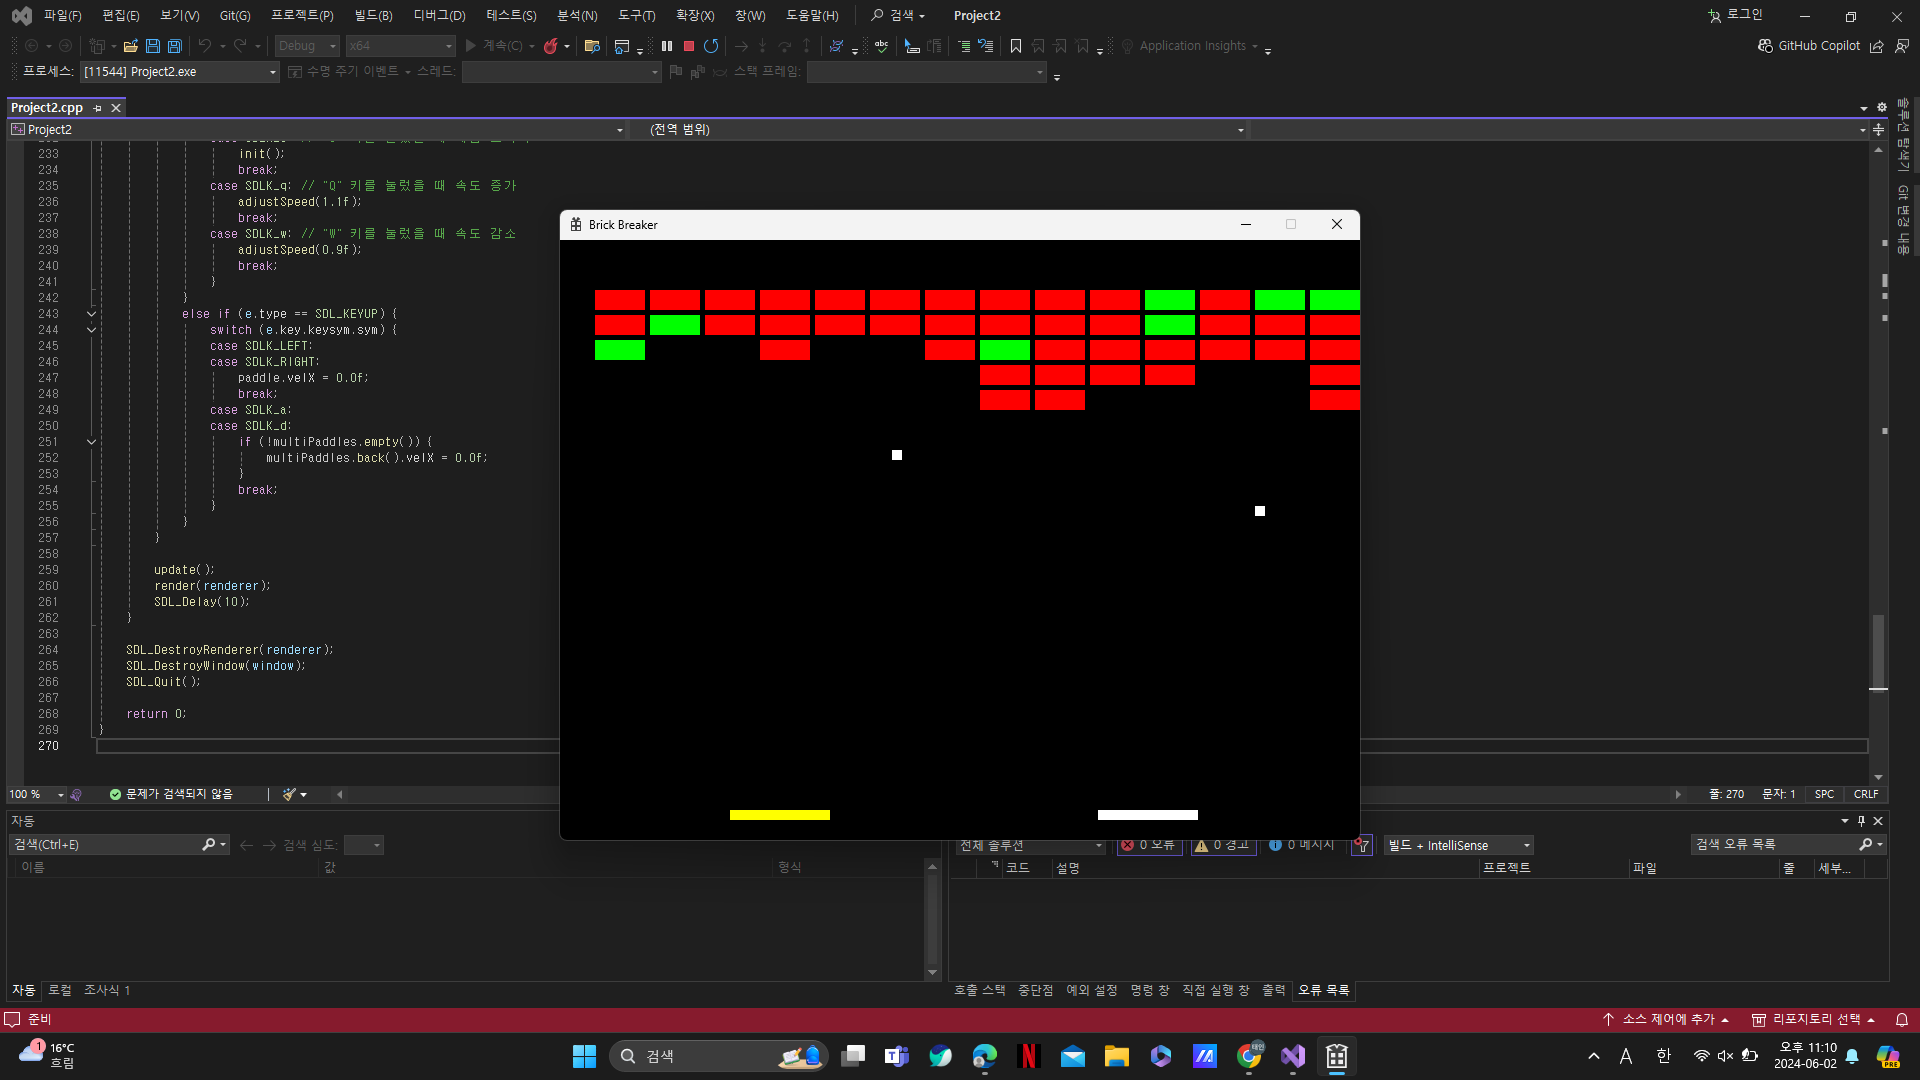 파일(F) 편집(E) 보기(V) Git(G) 프로젝트(P) 빌드(B) 디버그(D) 테스트(S) 분석(N) 도구(T) 확장(X) 창(W) 도움말(H) 검색 Project2 로그인
Debug x64 계속(C) Application Insights GitHub Copilot
프로세스: [11544] Project2.exe 수명 주기 이벤트 스레드: 스택 프레임:
Project2.cpp
Project2 (전역 범위)
233 init();
234 break;
235 case SDLK_q: // "Q" 키를 눌렀을 때 속도 증가
236 adjustSpeed(1.1f);
237 break;
238 case SDLK_w: // "W" 키를 눌렀을 때 속도 감소
239 adjustSpeed(0.9f);
240 break;
241 }
242 }
243 else if (e.type == SDL_KEYUP) {
244 switch (e.key.keysym.sym) {
245 case SDLK_LEFT:
246 case SDLK_RIGHT:
247 paddle.velX = 0.0f;
248 break;
249 case SDLK_a:
250 case SDLK_d:
251 if (!multiPaddles.empty()) {
252 multiPaddles.back().velX = 0.0f;
253 }
254 break;
255 }
256 }
257 }
258
259 update();
260 render(renderer);
261 SDL_Delay(10);
262 }
263
264 SDL_DestroyRenderer(renderer);
265 SDL_DestroyWindow(window);
266 SDL_Quit();
267
268 return 0;
269 }
270
Brick Breaker
솔루션 탐색기
Git 변경 내용
100 % 문제가 검색되지 않음 줄: 270 문자: 1 SPC CRLF
자동
검색(Ctrl+E) 검색 심도:
이름 값 형식
전체 솔루션 0 오류 0 경고 0 메시지 빌드 + IntelliSense 검색 오류 목록
코드 설명 프로젝트 파일 줄 세부...
자동 로컬 조사식 1
호출 스택 중단점 예외 설정 명령 창 직접 실행 창 출력 오류 목록
준비 소스 제어에 추가 리포지토리 선택
1 16°C
흐림
검색
A 한
오후 11:10
2024-06-02
PRE